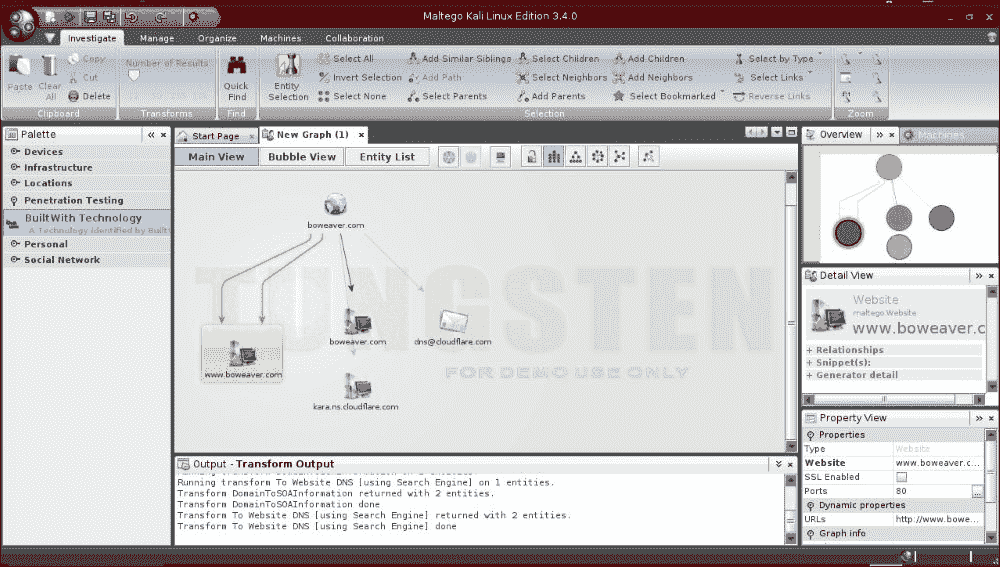 Maltego Kali Linux Edition 3.4.0
Investigate Manage Organize Machines Collaboration
Paste Clear All Copy Cut Delete
Number of Results
Quick Find
Entity Selection
Select All Add Similar Siblings Select Children Add Children Select by Type
Invert Selection Add Path Select Neighbors Add Neighbors Select Links
Select None Select Parents Add Parents Select Bookmarked Reverse Links
Clipboard Transforms Find Selection Zoom
Palette
Devices
Infrastructure
Locations
Penetration Testing
BuiltWith Technology
A Technology identified by Built
Personal
Social Network
Start Page New Graph (1)
Main View Bubble View Entity List
TUNGSTEN
FOR DEMO USE ONLY
boweaver.com
www.boweaver.com
boweaver.com
dns@cloudflare.com
kara.ns.cloudflare.com
Output - Transform Output
Running transform To Website DNS [using Search Engine] on 1 entities.
Transform DomainToSOAInformation returned with 2 entities.
Transform DomainToSOAInformation done
Transform To Website DNS [using Search Engine] returned with 2 entities.
Transform To Website DNS [using Search Engine] done
Overview Machines
Detail View
Website
maltego.Website
www.boweaver.c
+ Relationships
+ Snippet(s):
+ Generator detail
Property View
Properties
Type Website
Website www.boweaver.c...
SSL Enabled
Ports 80 ...
Dynamic properties
URLs http://www.bowe...
Graph info